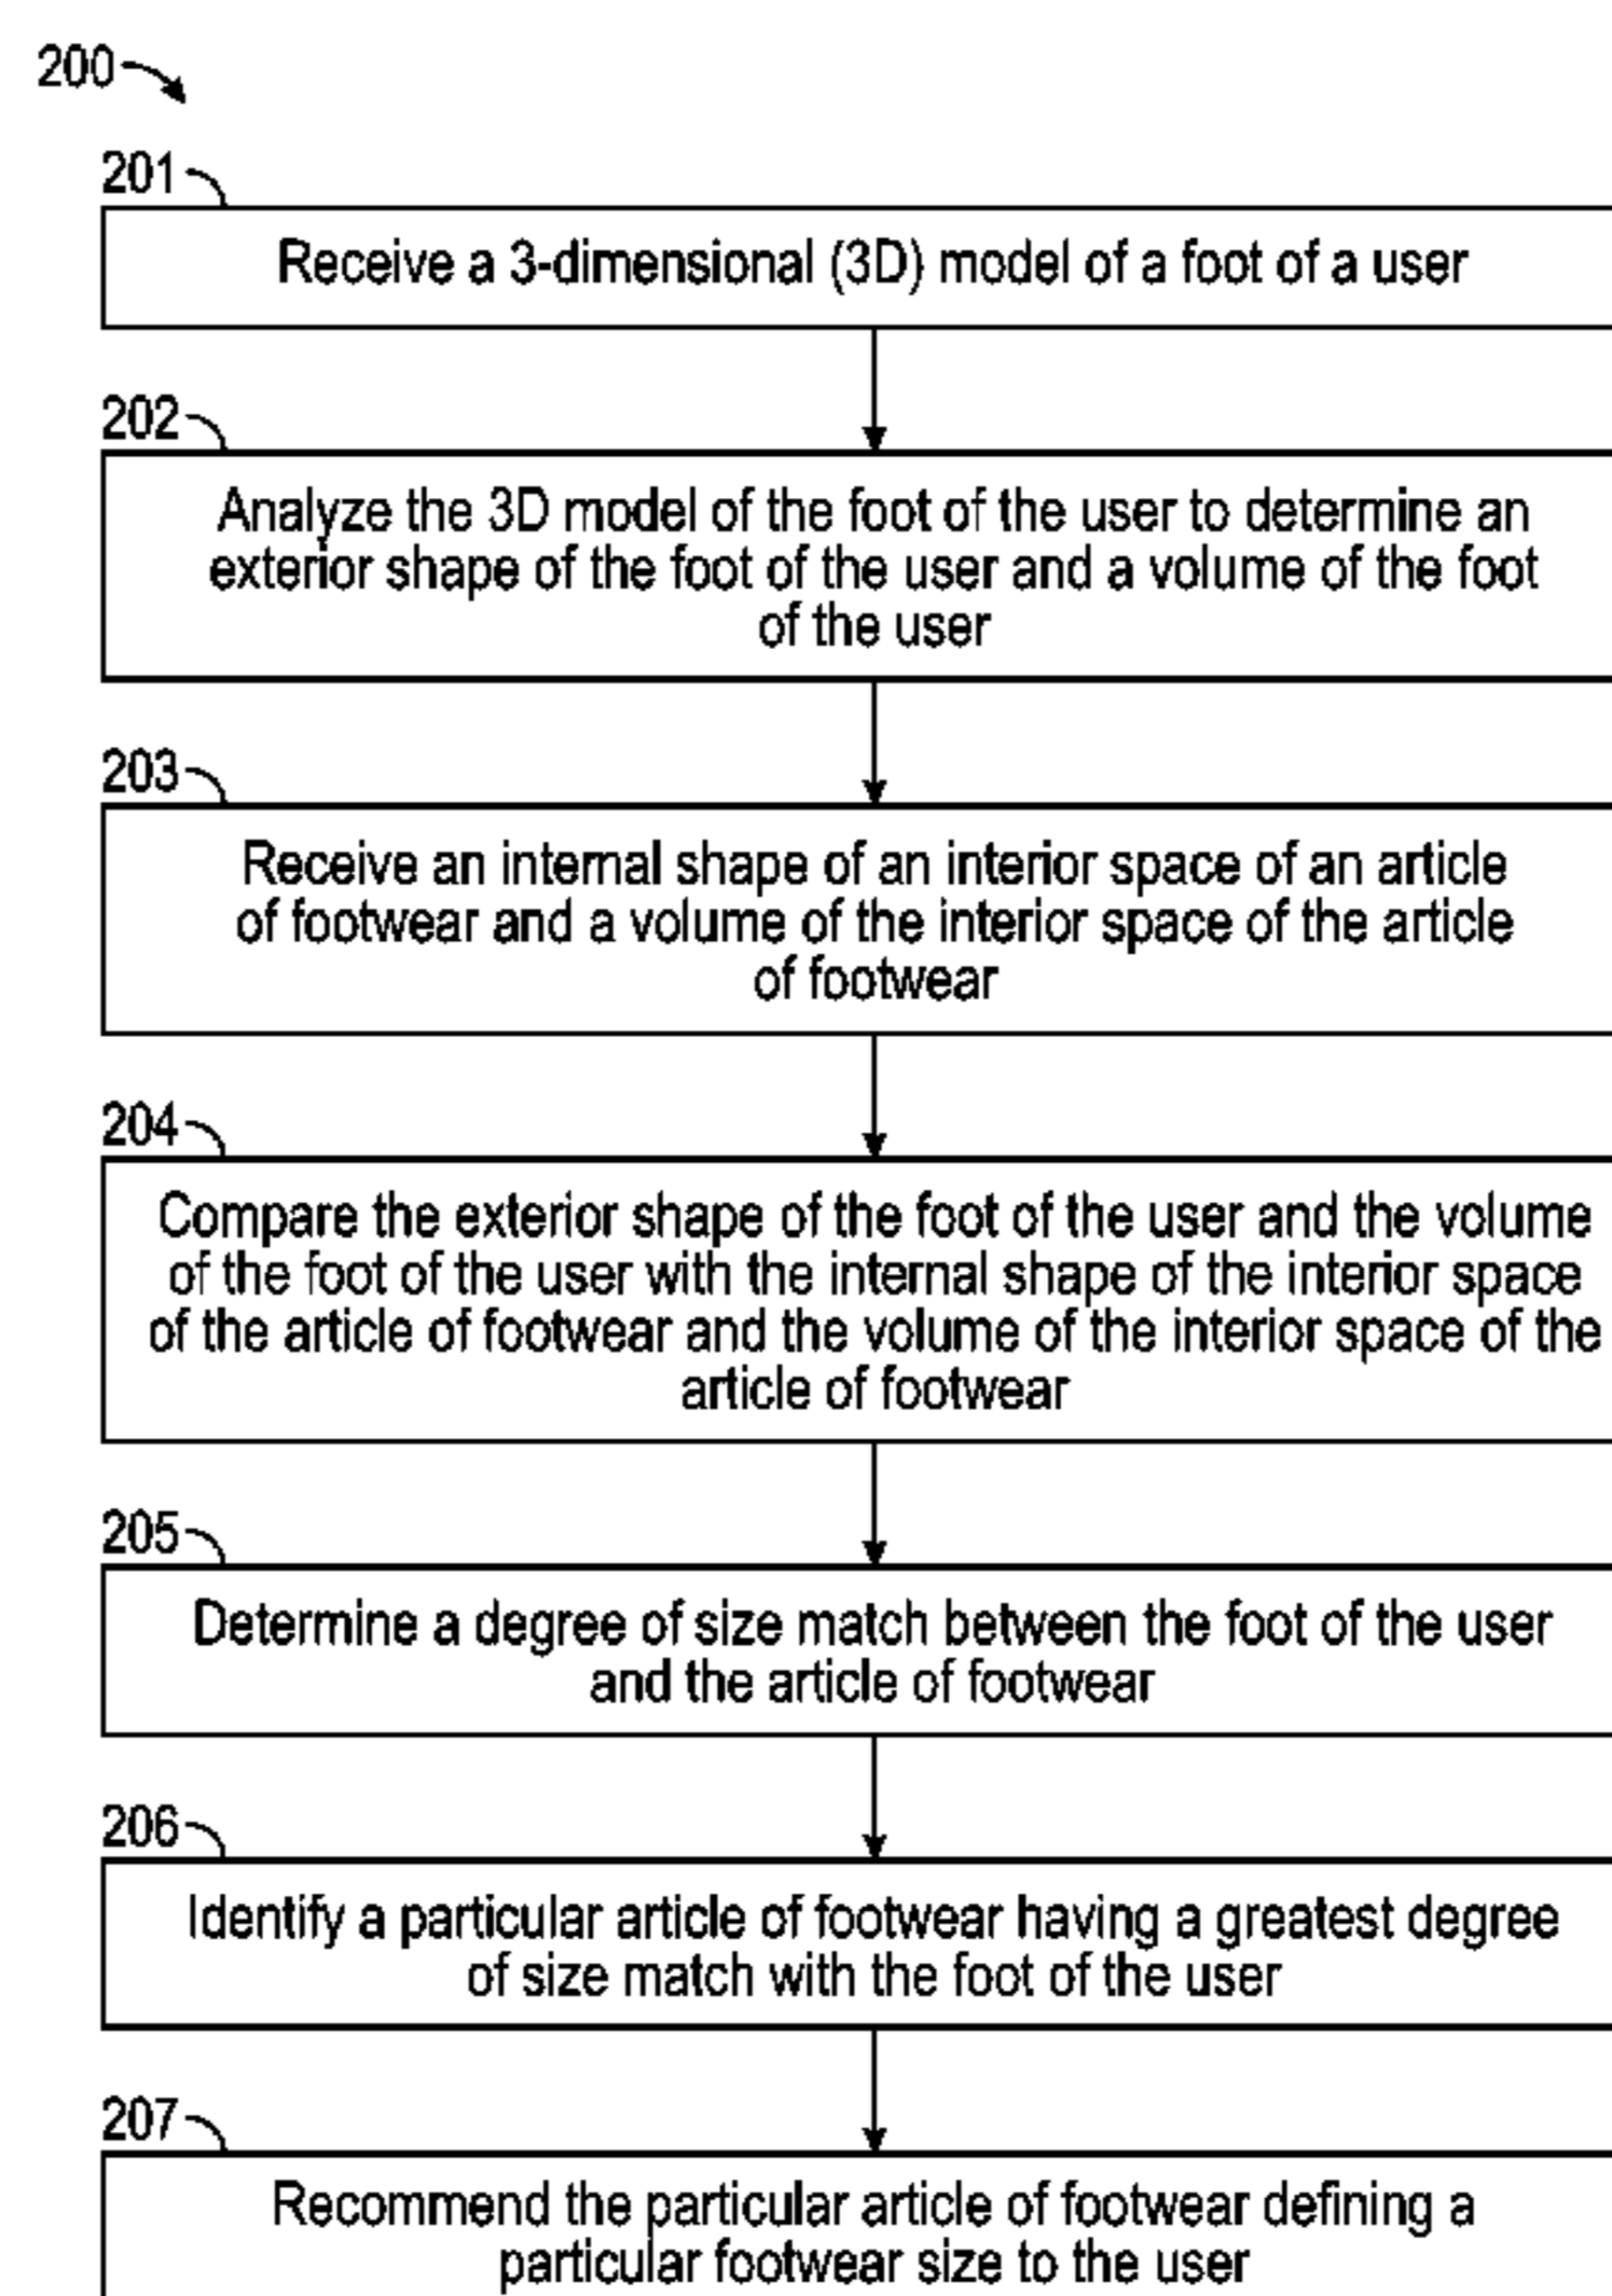 200
201
Receive a 3-dimensional (3D) model of a foot of a user
202
Analyze the 3D model of the foot of the user to determine an
exterior shape of the foot of the user and a volume of the foot
of the user
203
Receive an internal shape of an interior space of an article
of footwear and a volume of the interior space of the article
of footwear
204
Compare the exterior shape of the foot of the user and the volume
of the foot of the user with the internal shape of the interior space
of the article of footwear and the volume of the interior space of the
article of footwear
205
Determine a degree of size match between the foot of the user
and the article of footwear
206
Identify a particular article of footwear having a greatest degree
of size match with the foot of the user
207
Recommend the particular article of footwear defining a
particular footwear size to the user